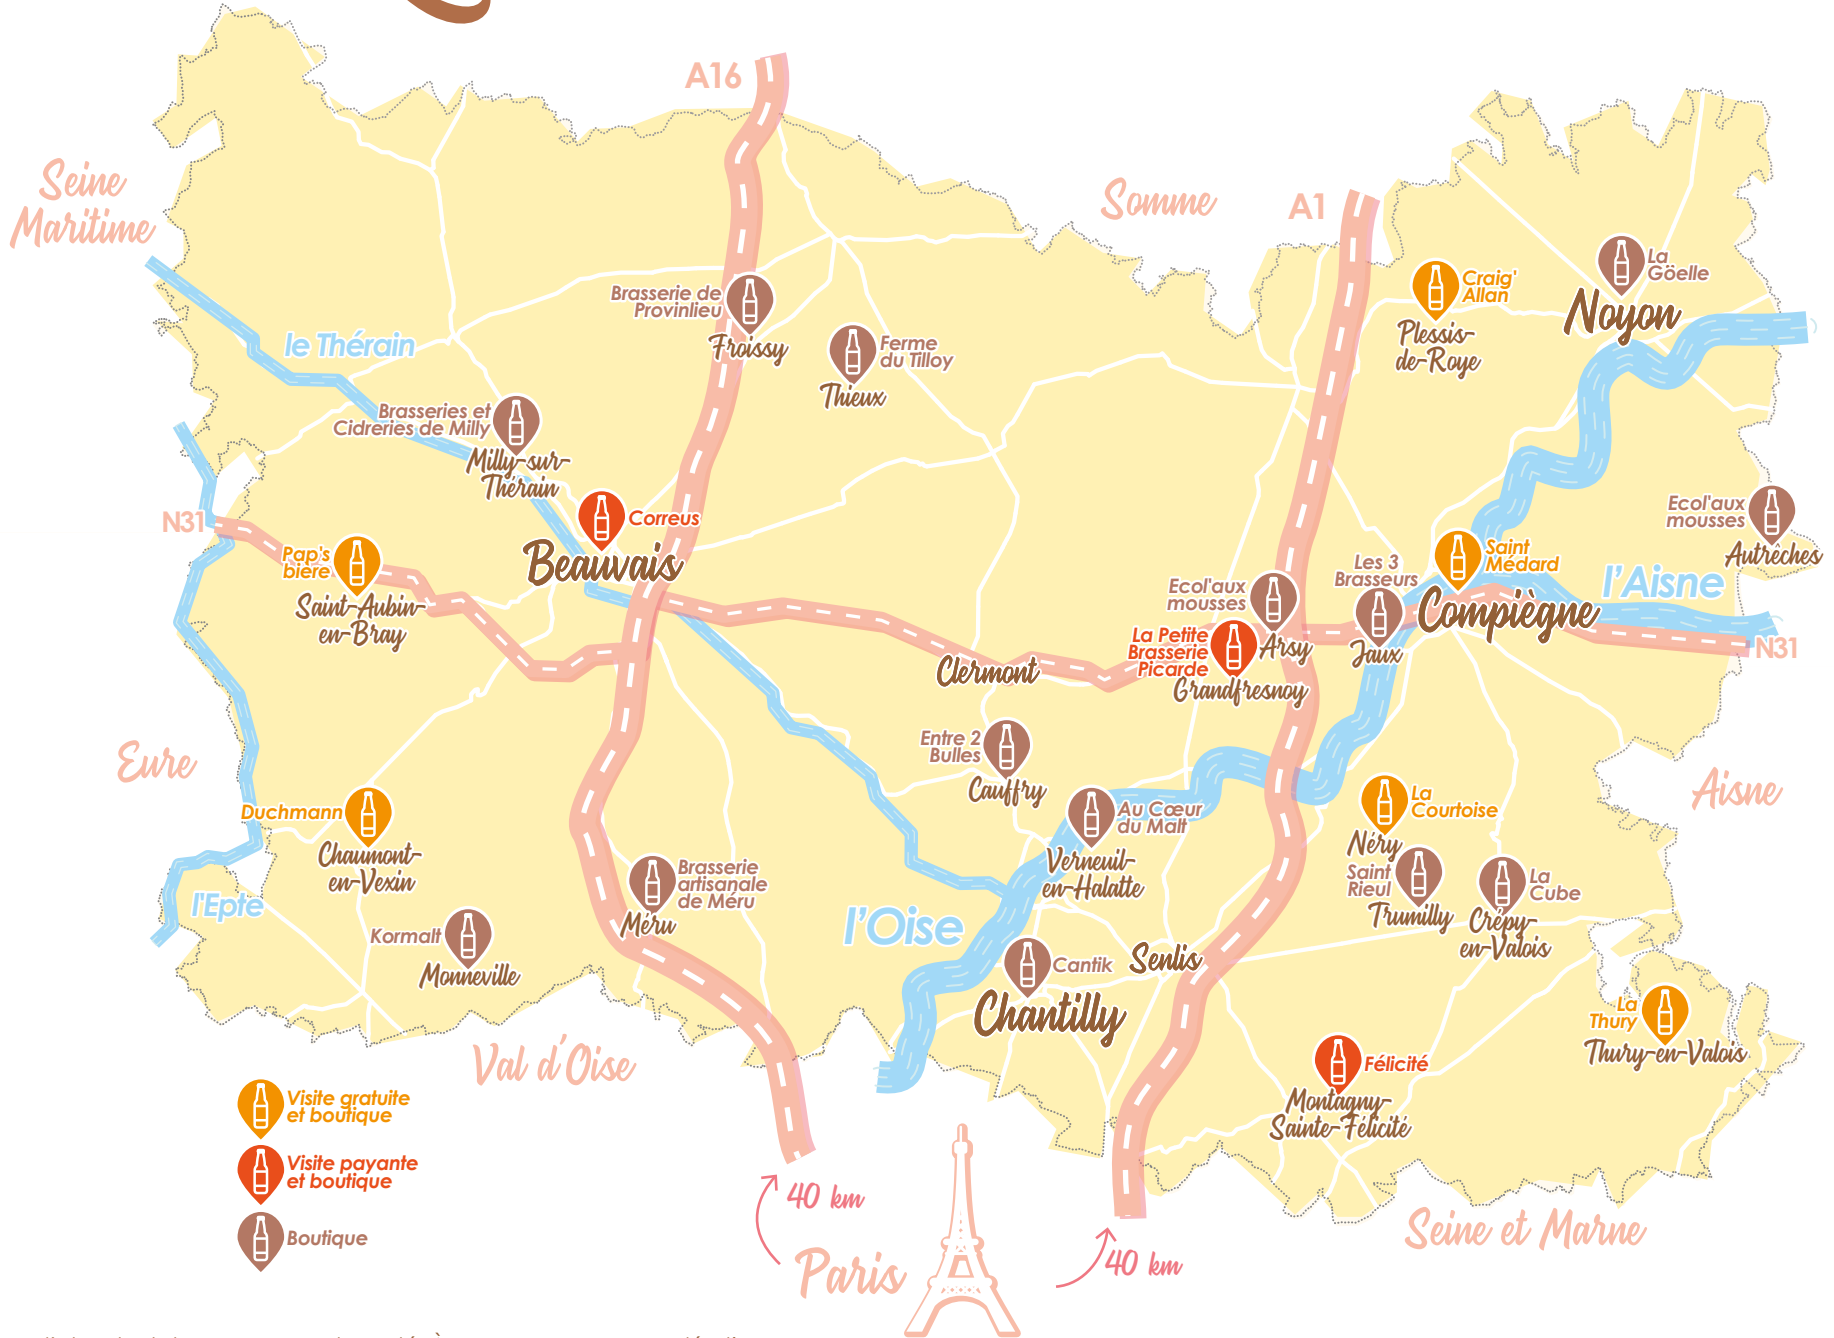 A16
Seine
Maritime
Somme
A1
La
Göelle
Noyon
Craig'
Allan
Plessis-
de-Roye
Brasserie de
Provinlieu
Froissy
Ferme
du Tilloy
Thieux
le Thérain
Brasseries et
Cidreries de Milly
Milly-sur-
Thérain
N31
Correus
Beauvais
Pap's
bière
Saint-Aubin-
en-Bray
Ecol'aux
mousses
Autrêches
Saint
Médard
Compiègne
l'Aisne
N31
Les 3
Brasseurs
Jaux
Ecol'aux
mousses
Arsy
La Petite
Brasserie
Picarde
Grandfresnoy
Clermont
Entre 2
Bulles
Cauffry
Eure
Aisne
Duchmann
Chaumont-
en-Vexin
Au Cœur
du Malt
Verneuil-
en-Halatte
La
Courtoise
Néry
Saint
Rieul
Trumilly
La
Cube
Crépy-
en-Valois
Brasserie
artisanale
de Méru
Méru
l'Epte
Kormalt
Monneville
l'Oise
Cantik
Chantilly
Senlis
La
Thury
Thury-en-Valois
Félicité
Montagny-
Sainte-Félicité
Val d'Oise
Visite gratuite
et boutique
Visite payante
et boutique
Boutique
40 km
Paris
40 km
Seine et Marne